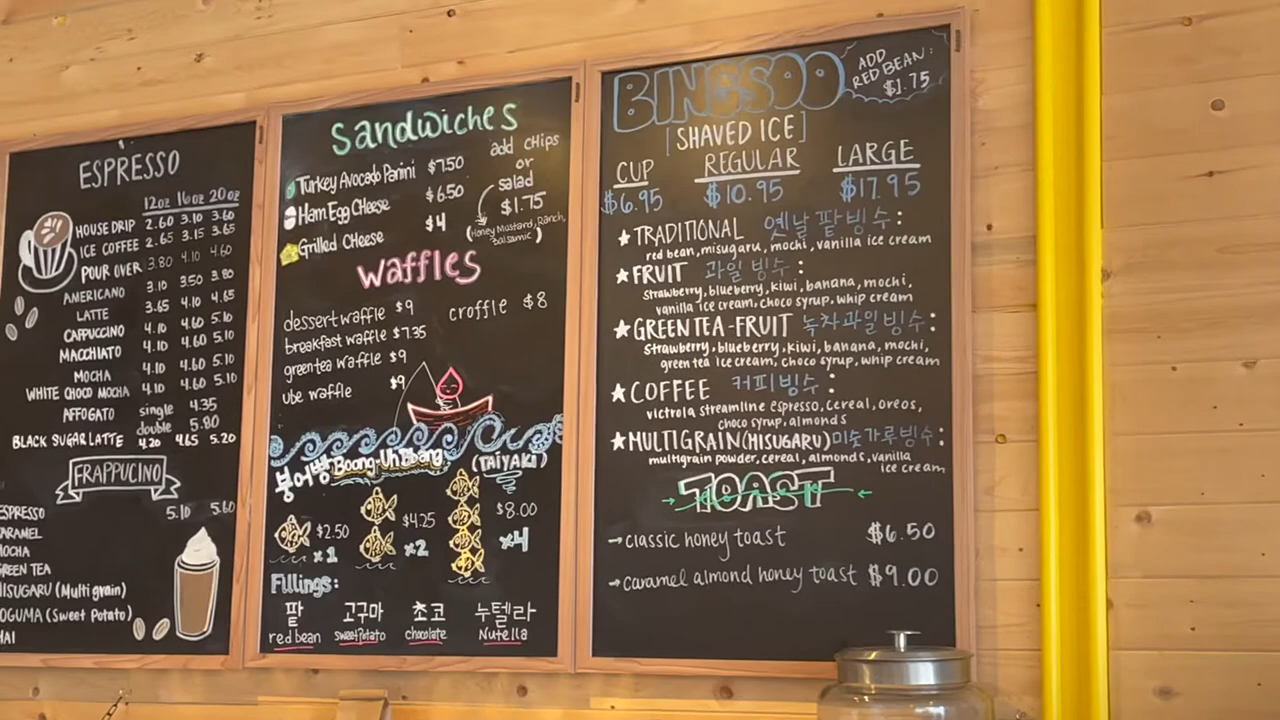 ESPRESSO
12oz 16oz 20oz
HOUSE DRIP 2.60 3.10 3.60
ICE COFFEE 2.65 3.15 3.65
POUR OVER 3.80 4.10 4.60
AMERICANO 3.10 3.50 3.80
LATTE 3.65 4.10 4.65
CAPPUCCINO 4.10 4.60 5.10
MACCHIATO 4.10 4.60 5.10
MOCHA 4.10 4.60 5.10
WHITE CHOCO MOCHA 4.10 4.60 5.10
AFFOGATO single 4.35
double 5.80
BLACK SUGAR LATTE 4.20 4.65 5.20
FRAPPUCINO
ESPRESSO 5.10 5.60
ARAMEL
MOCHA
GREEN TEA
MISUGARU (Multigrain)
OGUMA (Sweet Potato)
HAI
Sandwiches
Turkey Avocado Panini $7.50
Ham Egg Cheese $6.50
Grilled Cheese $4
add chips
or
salad
$1.75
(Honey Mustard, Ranch,
balsamic)
Waffles
dessert waffle $9
breakfast waffle $7.35
greentea waffle $9
ube waffle $9
croffle $8
붕어빵 Boong-Uh Bbang (TAIYAKI)
$2.50 x1
$4.25 x2
$8.00 x4
Fillings:
팥 고구마 초코 누텔라
red bean sweet potato chocolate Nutella
BINGSOO
ADD
RED BEAN:
$1.75
[SHAVED ICE]
CUP REGULAR LARGE
$6.95 $10.95 $17.95
★TRADITIONAL 옛날 팥빙수:
red bean, misugaru, mochi, vanilla ice cream
★FRUIT 과일 빙수:
strawberry, blueberry, kiwi, banana, mochi,
vanilla ice cream, choco syrup, whip cream
★GREEN TEA-FRUIT 녹차과일빙수:
strawberry, blueberry, kiwi, banana, mochi,
green tea ice cream, choco syrup, whip cream
★COFFEE 커피빙수:
victrola streamline espresso, cereal, oreos,
choco syrup, almonds
★MULTIGRAIN(MISUGARU)미숫가루빙수:
multigrain powder, cereal, almonds, vanilla
ice cream
→TOAST←
→classic honey toast $6.50
→caramel almond honey toast $9.00